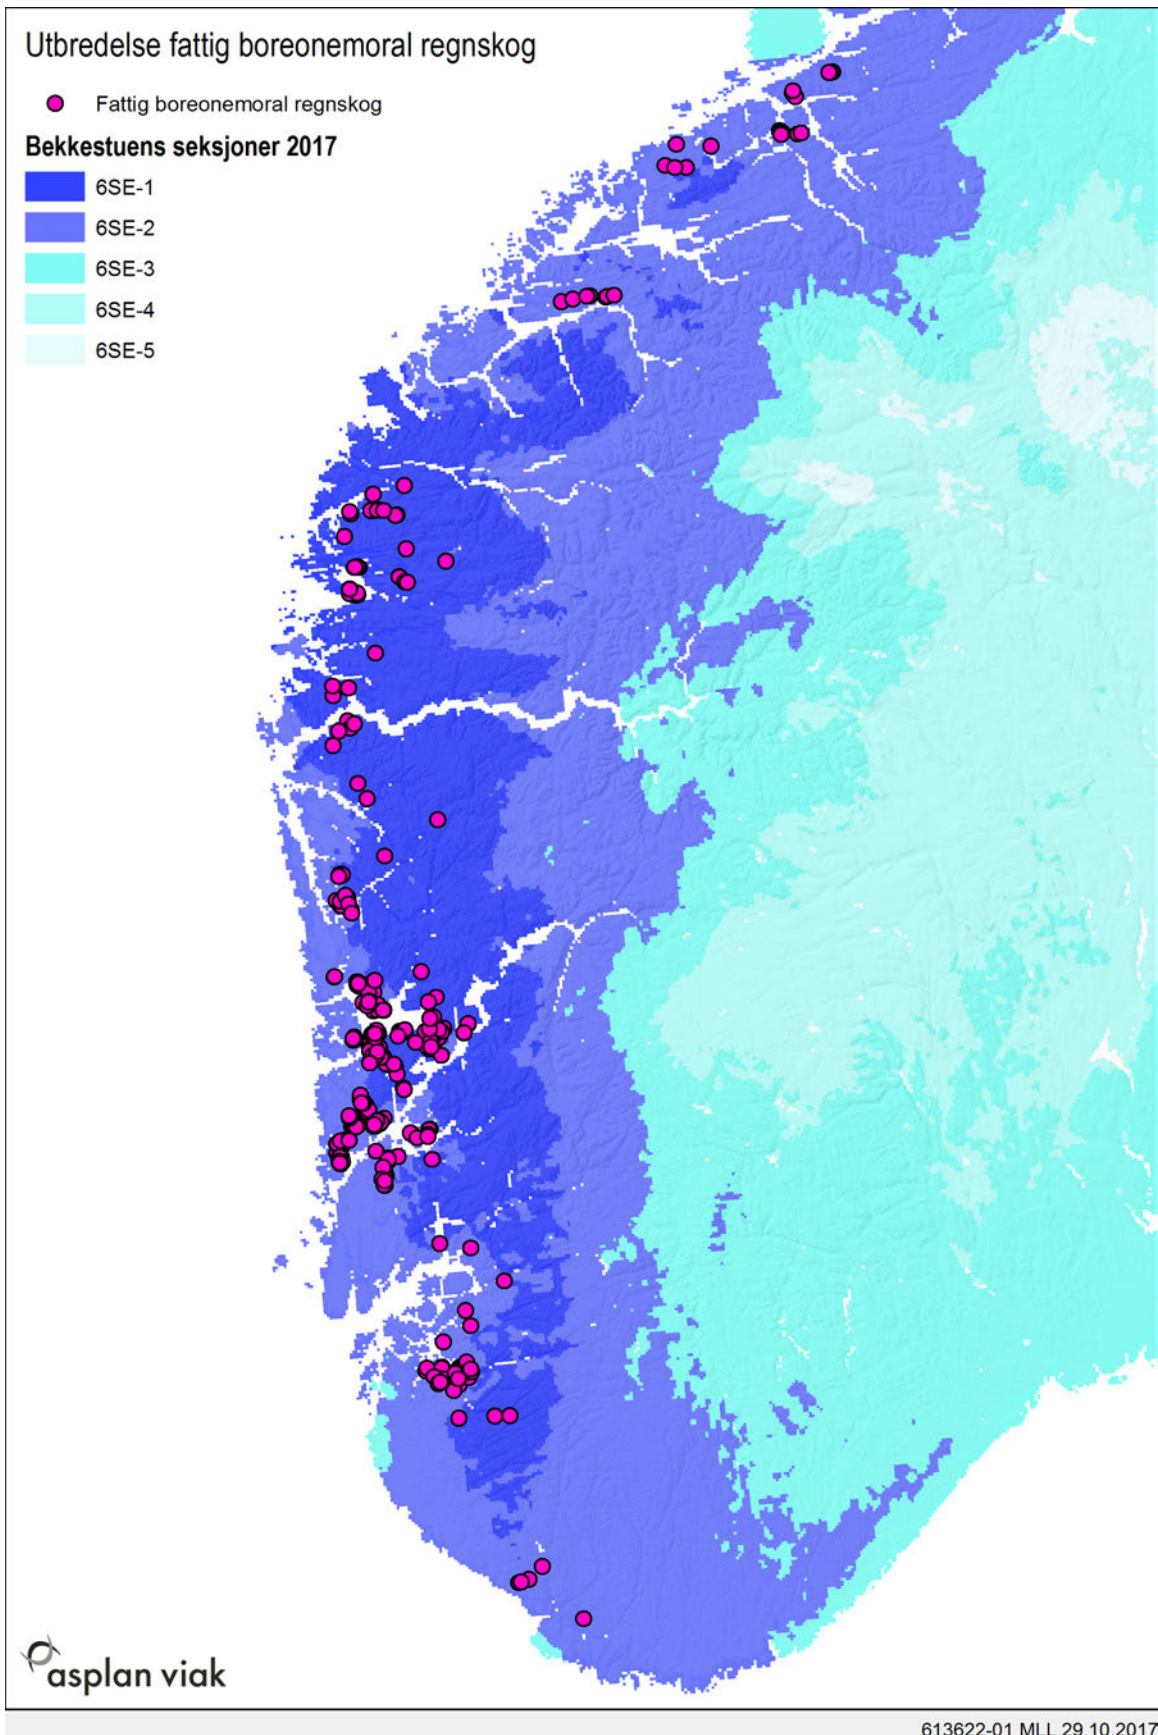 Utbredelse fattig boreonemoral regnskog
Fattig boreonemoral regnskog
Bekkestuens seksjoner 2017
6SE-1
6SE-2
6SE-3
6SE-4
6SE-5
asplan viak
613622-01 MLL 29.10.2017